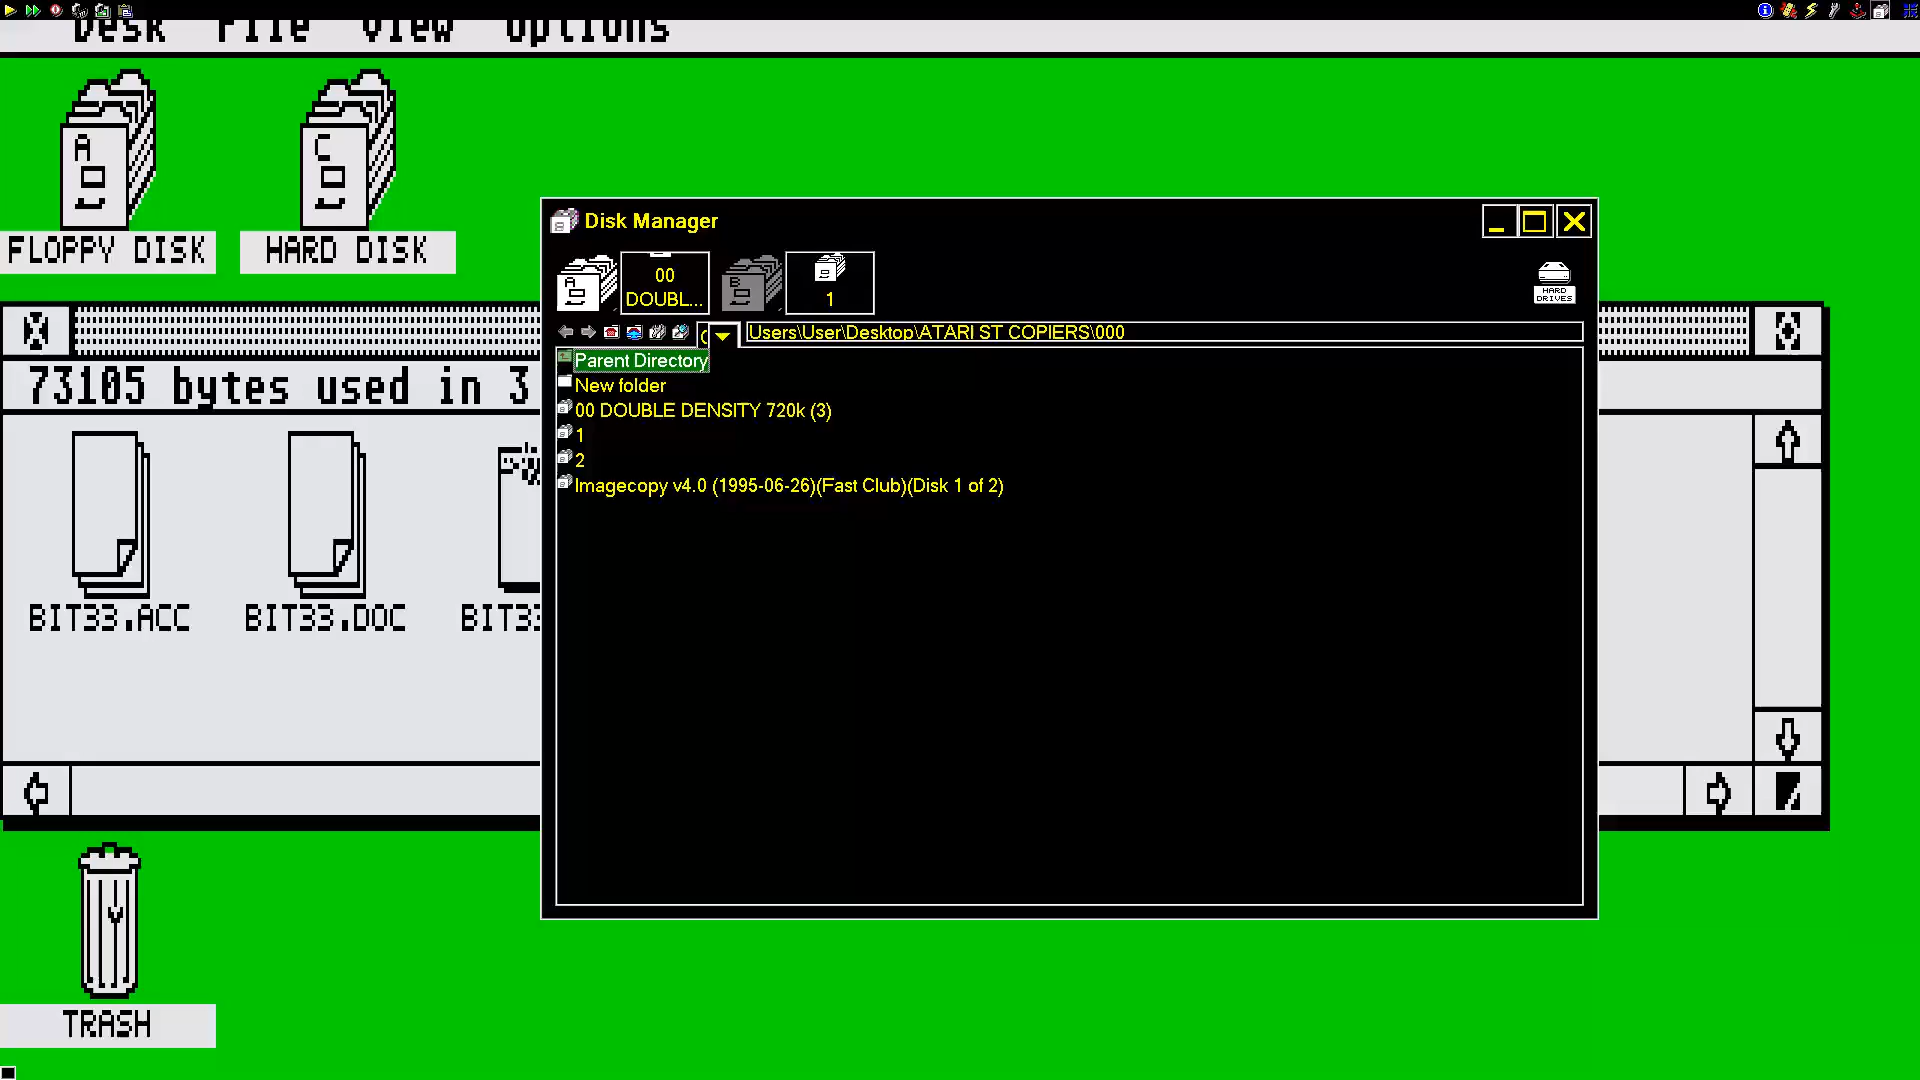 Desk File View Options
A
C
FLOPPY DISK
HARD DISK
Disk Manager
A
00
DOUBL...
B
1
HARD
DRIVES
Users\User\Desktop\ATARI ST COPIERS\000
73105 bytes used in 3
Parent Directory
New folder
00 DOUBLE DENSITY 720k (3)
1
2
Imagecopy v4.0 (1995-06-26)(Fast Club)(Disk 1 of 2)
BIT33.ACC
BIT33.DOC
BIT33
TRASH